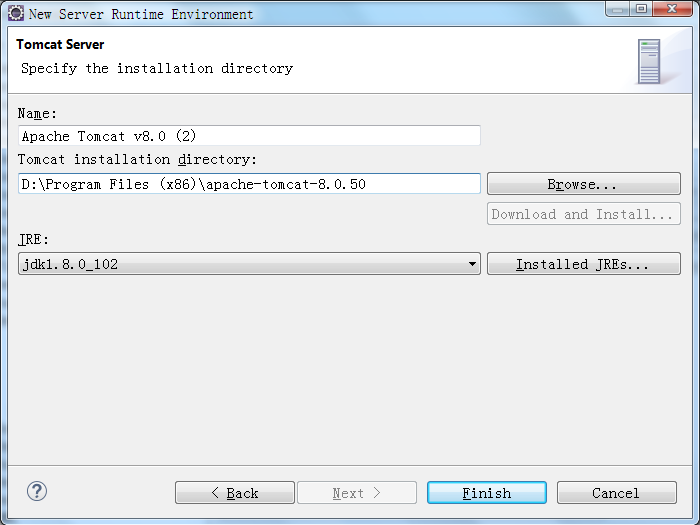 New Server Runtime Environment
Tomcat Server
Specify the installation directory
Name:
Apache Tomcat v8.0 (2)
Tomcat installation directory:
D:\Program Files (x86)\apache-tomcat-8.0.50
Browse...
Download and Install...
JRE:
jdk1.8.0_102
Installed JREs...
?
< Back
Next >
Finish
Cancel